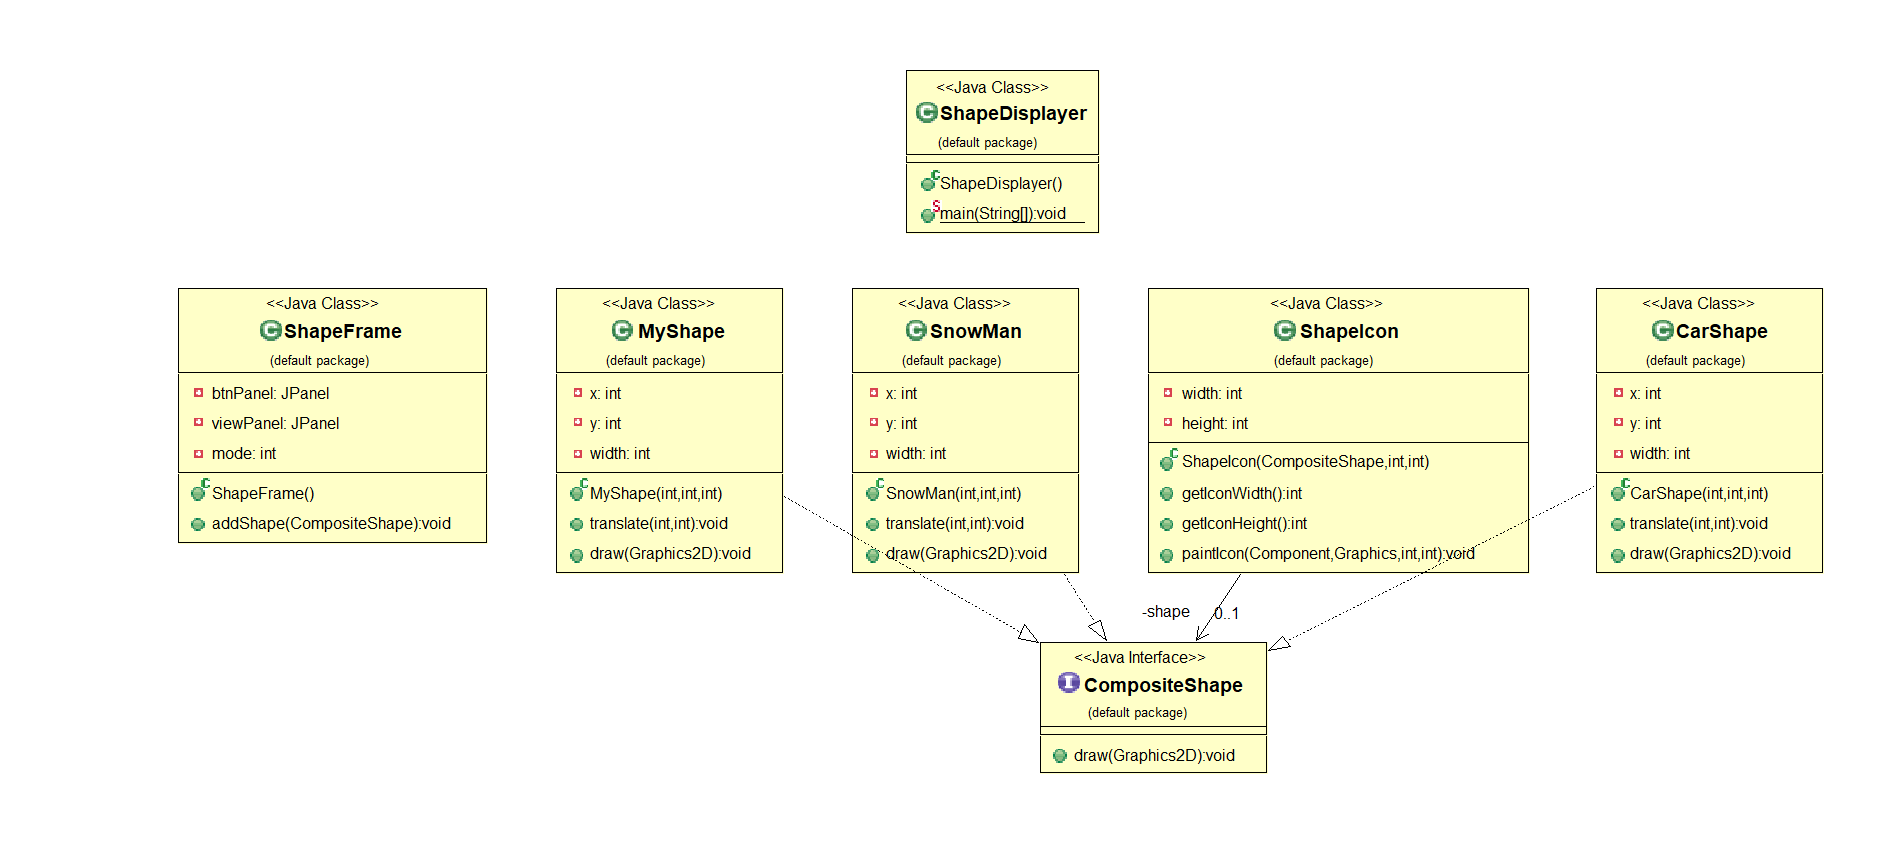 <<Java Class>>
ShapeDisplayer
(default package)
ShapeDisplayer()
main(String[]):void
<<Java Class>>
ShapeFrame
(default package)
btnPanel: JPanel
viewPanel: JPanel
mode: int
ShapeFrame()
addShape(CompositeShape):void
<<Java Class>>
MyShape
(default package)
x: int
y: int
width: int
MyShape(int,int,int)
translate(int,int):void
draw(Graphics2D):void
<<Java Class>>
SnowMan
(default package)
x: int
y: int
width: int
SnowMan(int,int,int)
translate(int,int):void
draw(Graphics2D):void
<<Java Class>>
ShapeIcon
(default package)
width: int
height: int
ShapeIcon(CompositeShape,int,int)
getIconWidth():int
getIconHeight():int
paintIcon(Component,Graphics,int,int):void
<<Java Class>>
CarShape
(default package)
x: int
y: int
width: int
CarShape(int,int,int)
translate(int,int):void
draw(Graphics2D):void
-shape
0..1
<<Java Interface>>
CompositeShape
(default package)
draw(Graphics2D):void